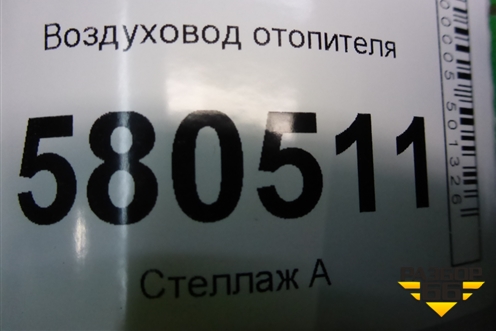 Воздуховод отопителя
580511
Стеллаж А